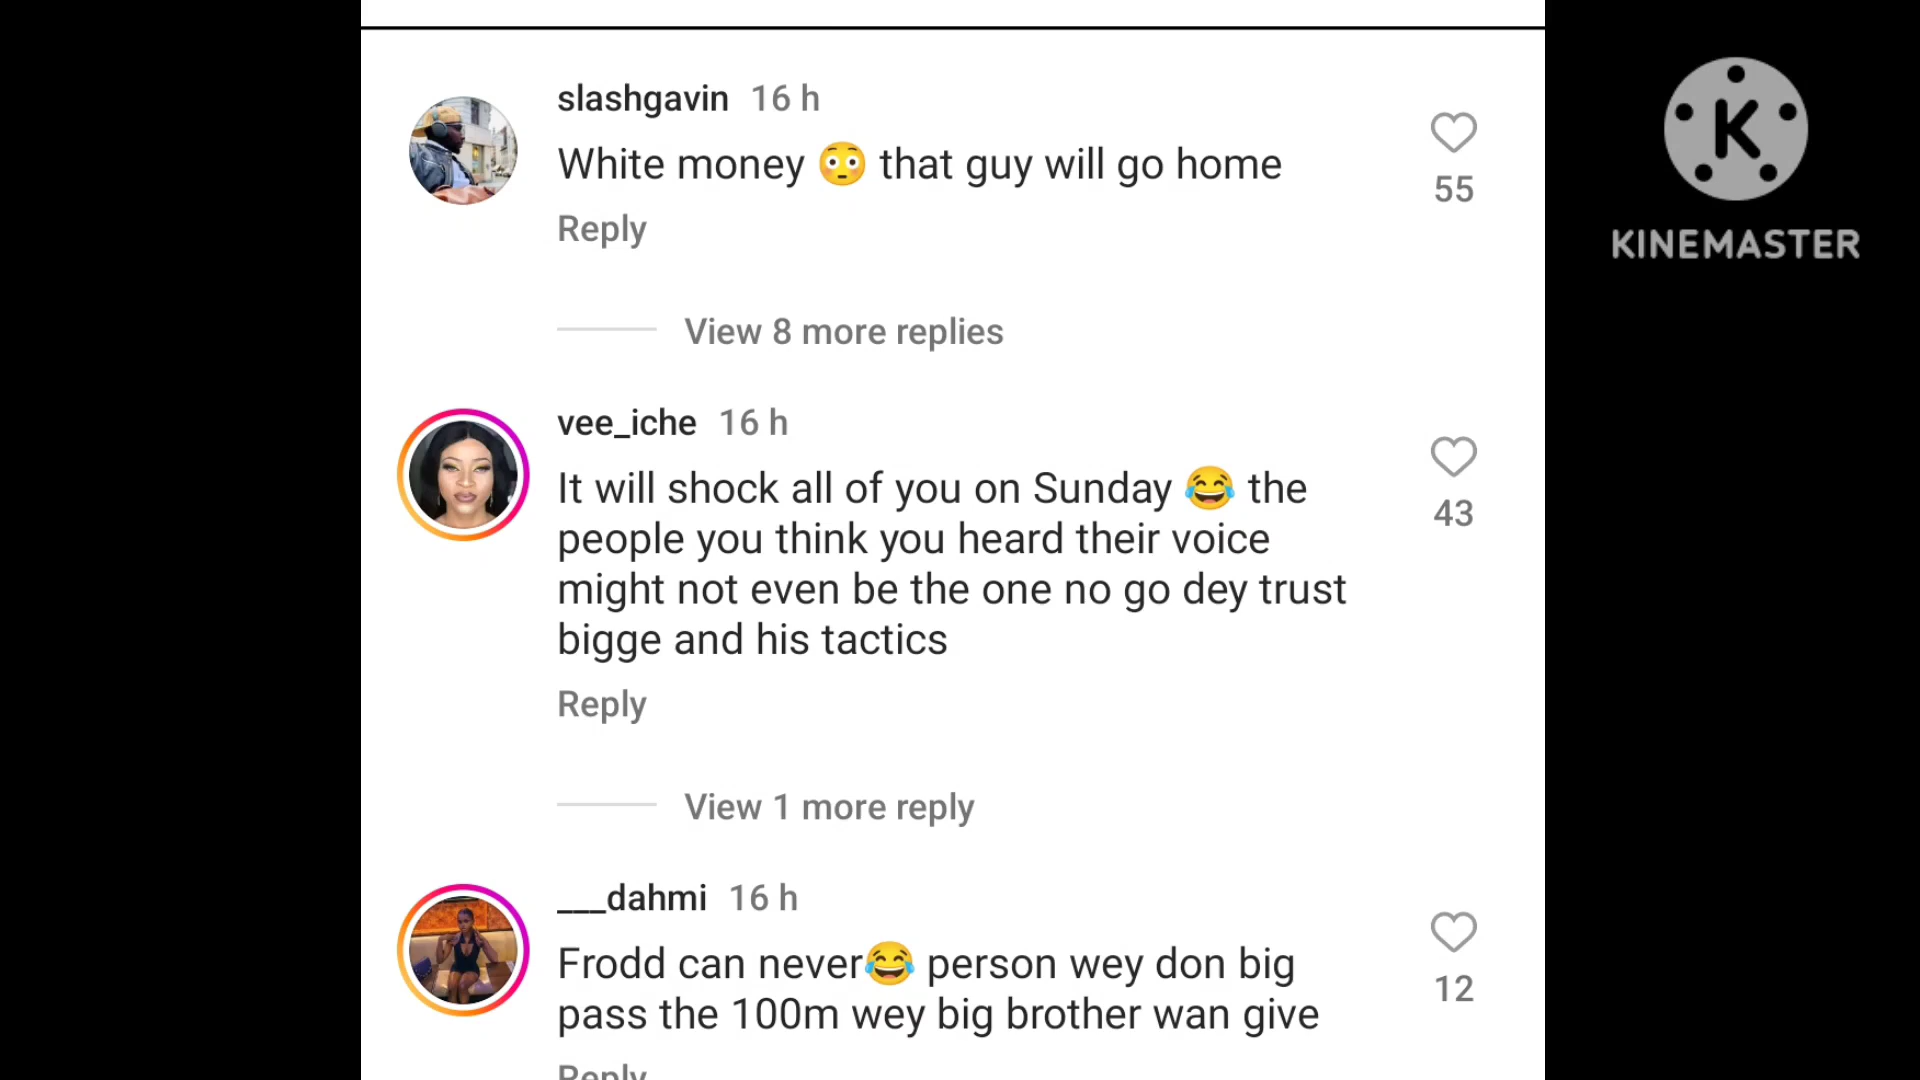 slashgavin 16 h
White money 😳 that guy will go home
55
Reply
View 8 more replies
vee_iche 16 h
It will shock all of you on Sunday 😂 the
people you think you heard their voice
might not even be the one no go dey trust
bigge and his tactics
43
Reply
View 1 more reply
___dahmi 16 h
Frodd can never😂 person wey don big
pass the 100m wey big brother wan give
12
Reply
K
KINEMASTER